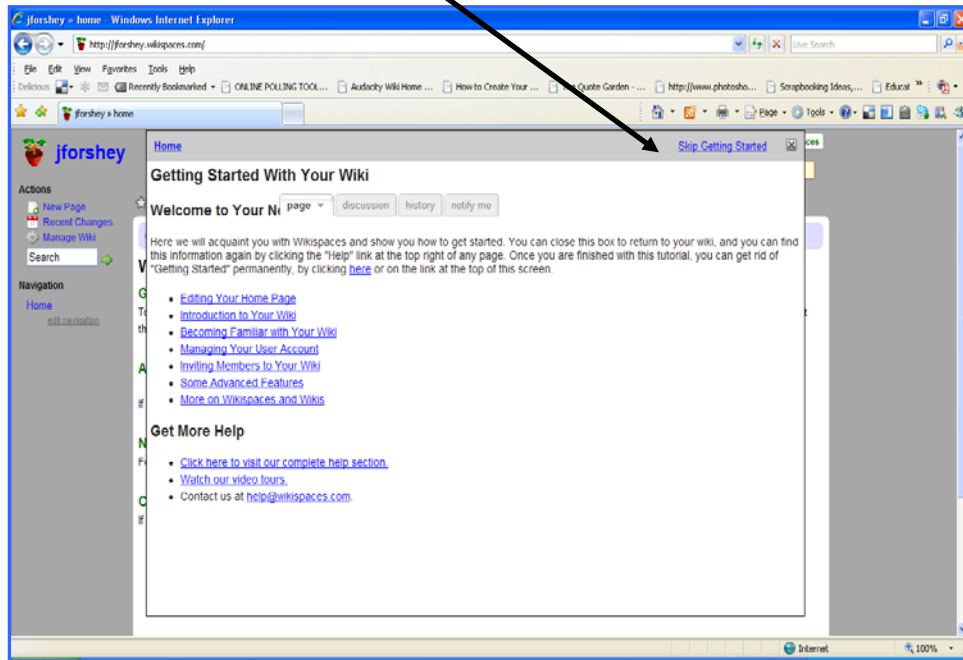 jforshey » home - Windows Internet Explorer
http://jforshey.wikispaces.com/
Live Search
File Edit View Favorites Tools Help
Delicious Recently Bookmarked ONLINE POLLING TOOL... Audacity Wiki Home ... How to Create Your ... The Quote Garden - ... http://www.photosho... Scrapbooking Ideas,... Educat »
jforshey » home
Page Tools
jforshey
Home
Skip Getting Started
ces
Getting Started With Your Wiki
Actions
New Page
Recent Changes
Manage Wiki
Search
Navigation
Home
edit navigation
Welcome to Your N
page discussion history notify me
Here we will acquaint you with Wikispaces and show you how to get started. You can close this box to return to your wiki, and you can find
this information again by clicking the "Help" link at the top right of any page. Once you are finished with this tutorial, you can get rid of
"Getting Started" permanently, by clicking here or on the link at the top of this screen.
• Editing Your Home Page
• Introduction to Your Wiki
• Becoming Familiar with Your Wiki
• Managing Your User Account
• Inviting Members to Your Wiki
• Some Advanced Features
• More on Wikispaces and Wikis
Get More Help
• Click here to visit our complete help section.
• Watch our video tours.
• Contact us at help@wikispaces.com.
Internet
100%